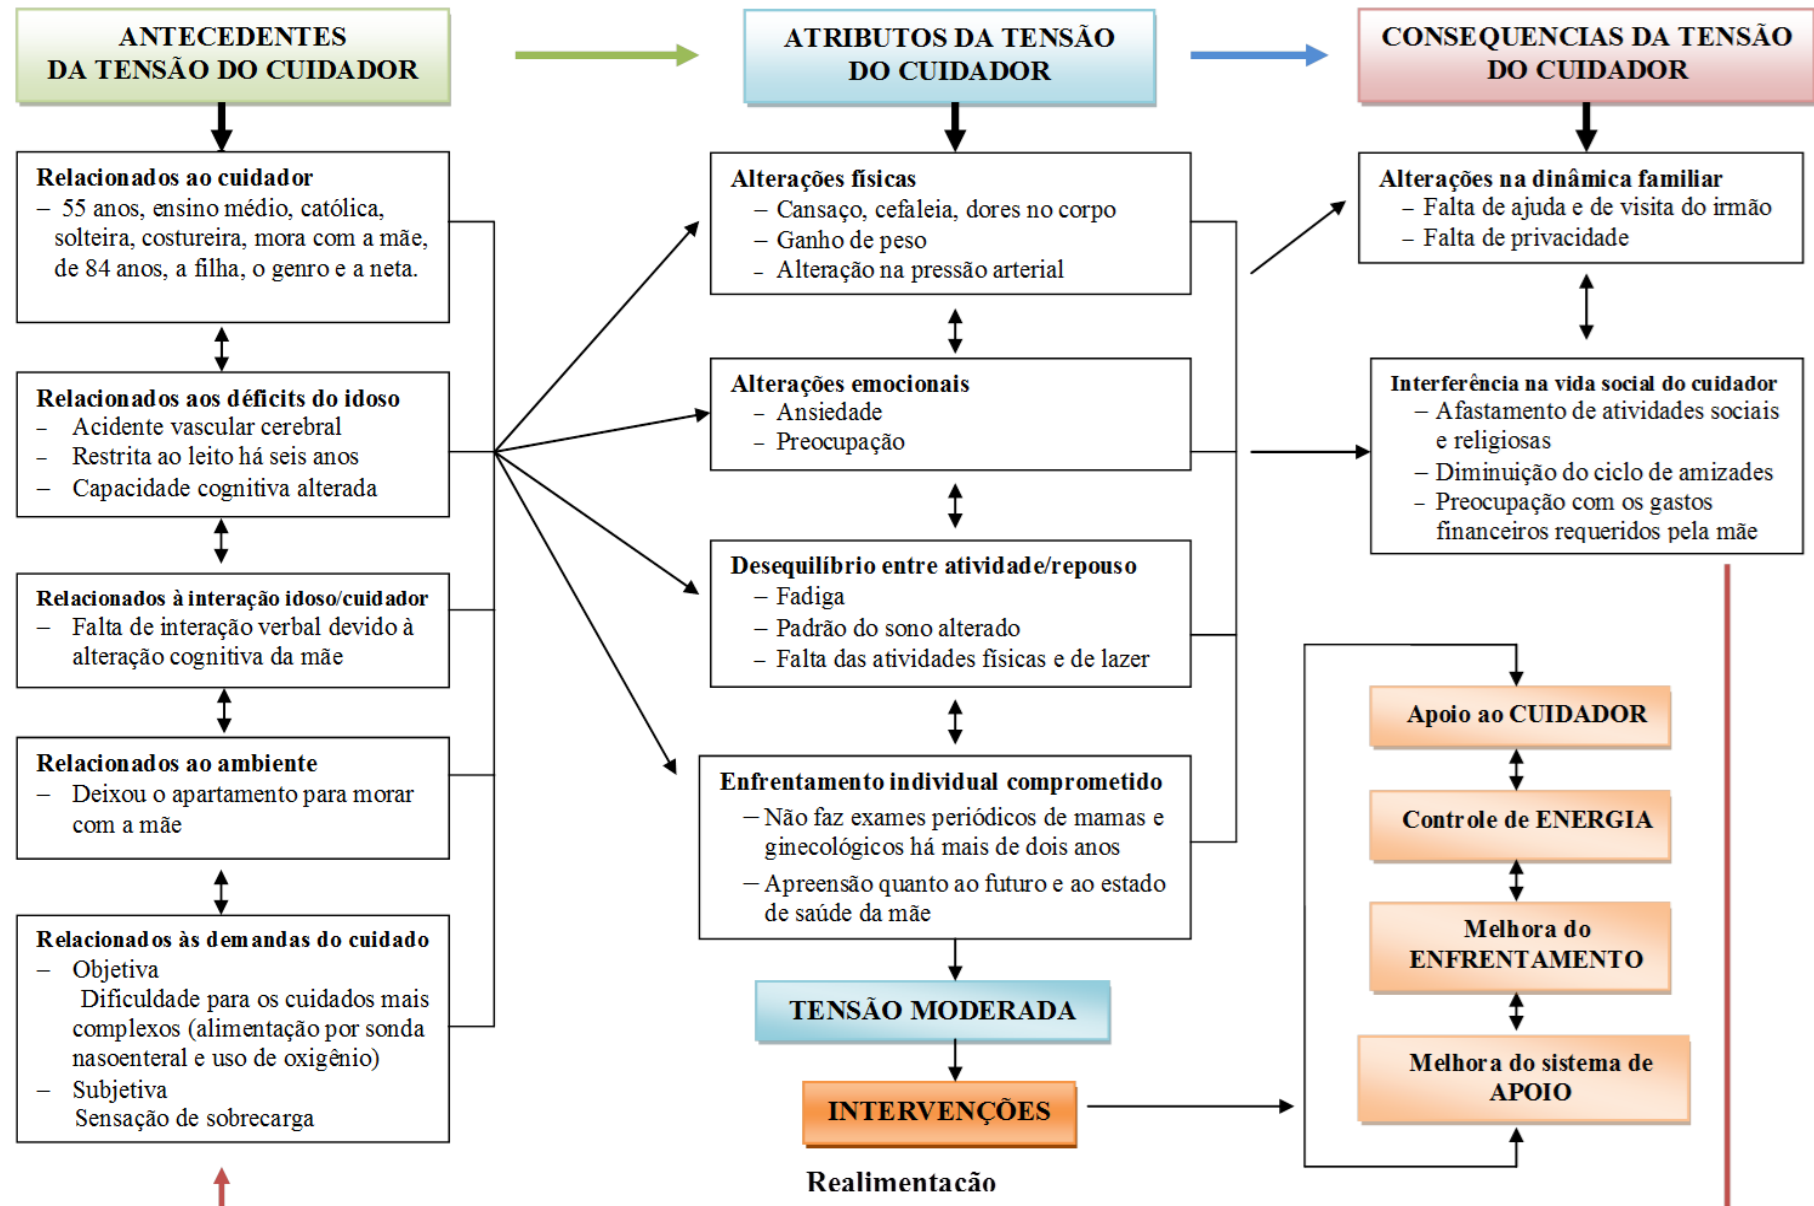 ANTECEDENTES
DA TENSÃO DO CUIDADOR
ATRIBUTOS DA TENSÃO
DO CUIDADOR
CONSEQUENCIAS DA TENSÃO
DO CUIDADOR
Relacionados ao cuidador
– 55 anos, ensino médio, católica,
solteira, costureira, mora com a mãe,
de 84 anos, a filha, o genro e a neta.
Relacionados aos déficits do idoso
– Acidente vascular cerebral
– Restrita ao leito há seis anos
– Capacidade cognitiva alterada
Relacionados à interação idoso/cuidador
– Falta de interação verbal devido à
alteração cognitiva da mãe
Relacionados ao ambiente
– Deixou o apartamento para morar
com a mãe
Relacionados às demandas do cuidado
– Objetiva
Dificuldade para os cuidados mais
complexos (alimentação por sonda
nasoenteral e uso de oxigênio)
– Subjetiva
Sensação de sobrecarga
Alterações físicas
– Cansaço, cefaleia, dores no corpo
– Ganho de peso
– Alteração na pressão arterial
Alterações emocionais
– Ansiedade
– Preocupação
Desequilíbrio entre atividade/repouso
– Fadiga
– Padrão do sono alterado
– Falta das atividades físicas e de lazer
Enfrentamento individual comprometido
– Não faz exames periódicos de mamas e
ginecológicos há mais de dois anos
– Apreensão quanto ao futuro e ao estado
de saúde da mãe
TENSÃO MODERADA
INTERVENÇÕES
Realimentação
Alterações na dinâmica familiar
– Falta de ajuda e de visita do irmão
– Falta de privacidade
Interferência na vida social do cuidador
– Afastamento de atividades sociais
e religiosas
– Diminuição do ciclo de amizades
– Preocupação com os gastos
financeiros requeridos pela mãe
Apoio ao CUIDADOR
Controle de ENERGIA
Melhora do
ENFRENTAMENTO
Melhora do sistema de
APOIO